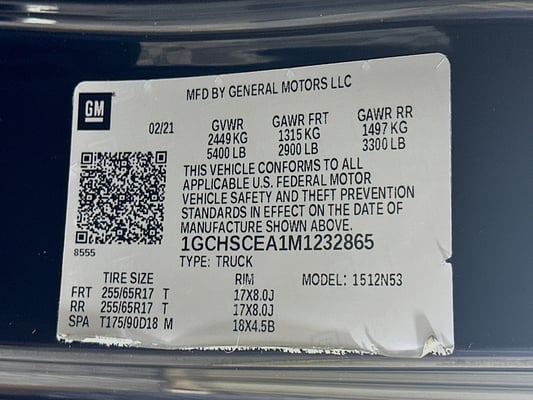 MFD BY GENERAL MOTORS LLC
GM
02/21 GVWR GAWR FRT GAWR RR
2449 KG 1315 KG 1497 KG
5400 LB 2900 LB 3300 LB
THIS VEHICLE CONFORMS TO ALL
APPLICABLE U.S. FEDERAL MOTOR
VEHICLE SAFETY AND THEFT PREVENTION
STANDARDS IN EFFECT ON THE DATE OF
MANUFACTURE SHOWN ABOVE.
8555
1GCHSCEA1M1232865
TYPE: TRUCK
TIRE SIZE RIM MODEL: 1512N53
FRT 255/65R17 T 17X8.0J
RR 255/65R17 T 17X8.0J
SPA T175/90D18 M 18X4.5B